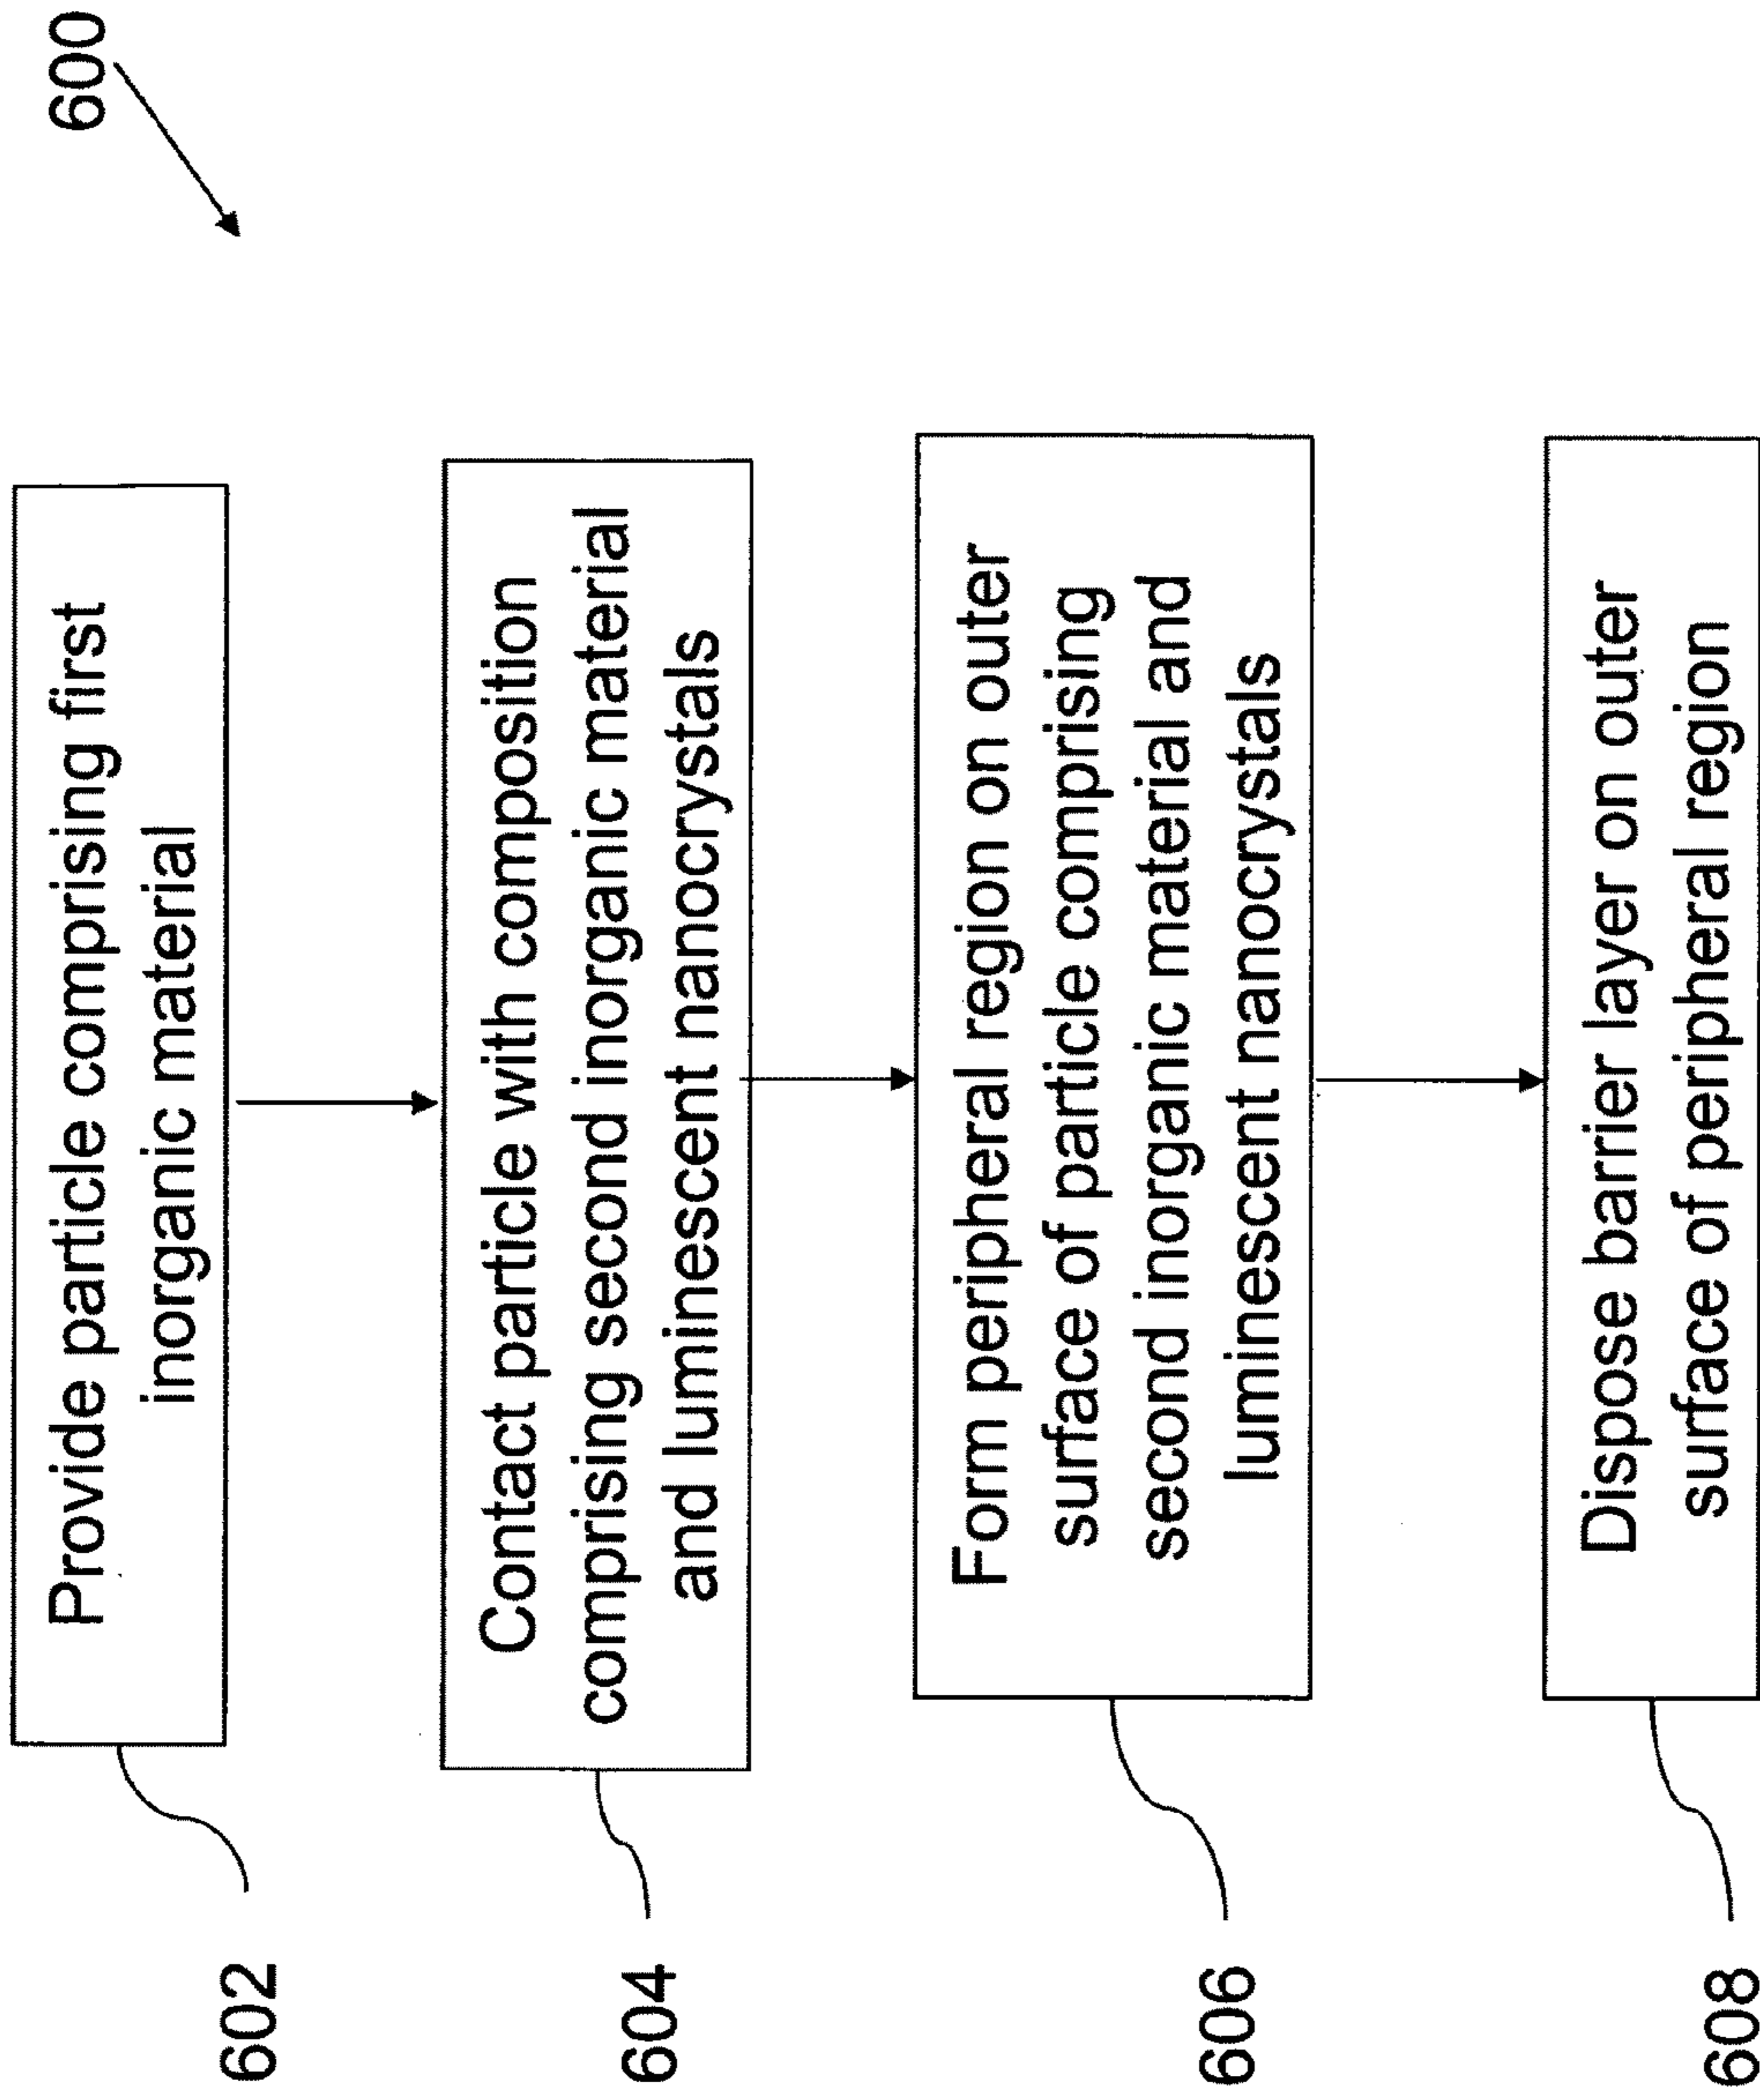 600
602
Provide particle comprising first
inorganic material
604
Contact particle with composition
comprising second inorganic material
and luminescent nanocrystals
606
Form peripheral region on outer
surface of particle comprising
second inorganic material and
luminescent nanocrystals
608
Dispose barrier layer on outer
surface of peripheral region